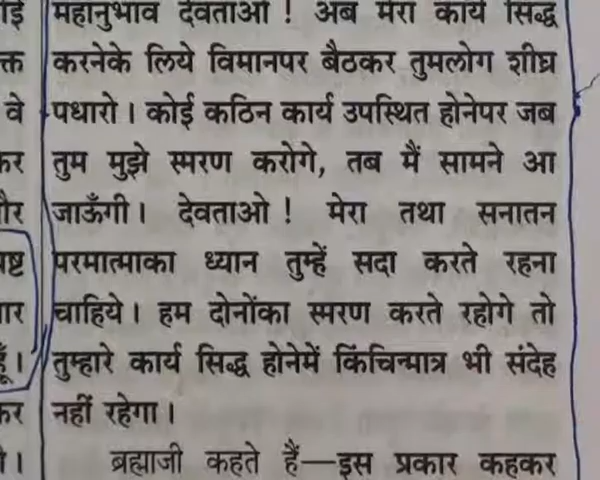 महानुभाव देवताओ ! अब मेरा कार्य सिद्ध
करनेके लिये विमानपर बैठकर तुमलोग शीघ्र
पधारो । कोई कठिन कार्य उपस्थित होनेपर जब
तुम मुझे स्मरण करोगे, तब मैं सामने आ
जाऊँगी । देवताओ ! मेरा तथा सनातन
परमात्माका ध्यान तुम्हें सदा करते रहना
चाहिये । हम दोनोंका स्मरण करते रहोगे तो
तुम्हारे कार्य सिद्ध होनेमें किंचिन्मात्र भी संदेह
नहीं रहेगा ।
ब्रह्माजी कहते हैं—इस प्रकार कहकर